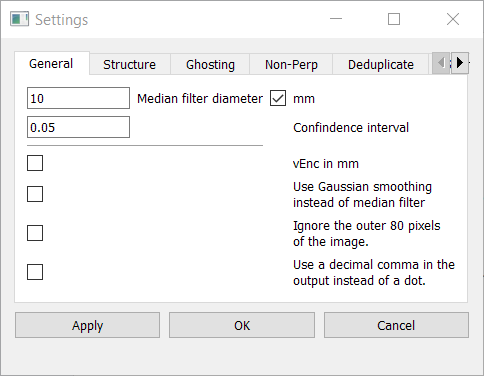 Settings
General Structure Ghosting Non-Perp Deduplicate
10 Median filter diameter mm
0.05 Confindence interval
vEnc in mm
Use Gaussian smoothing
instead of median filter
Ignore the outer 80 pixels
of the image.
Use a decimal comma in the
output instead of a dot.
Apply OK Cancel